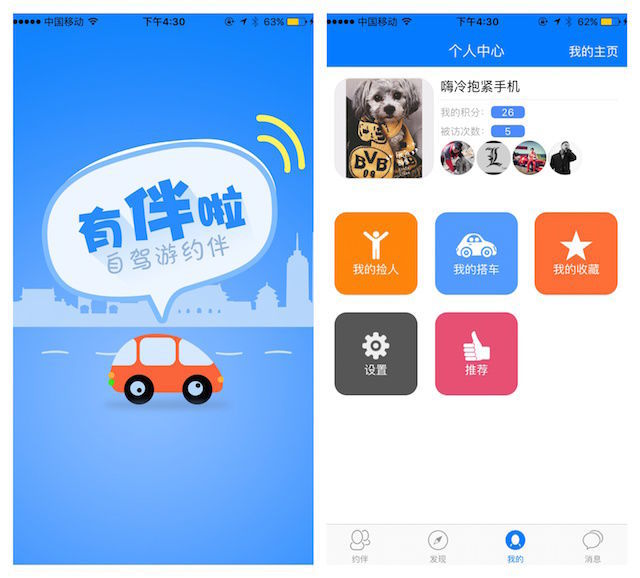 中国移动
下午4:30
63%
有伴啦
自驾游约伴
中国移动
下午4:30
62%
个人中心
我的主页
嗨冷抱紧手机
我的积分：
26
被访次数：
5
BVB
09
L
我的捡人
我的搭车
我的收藏
设置
推荐
约伴
发现
我的
消息